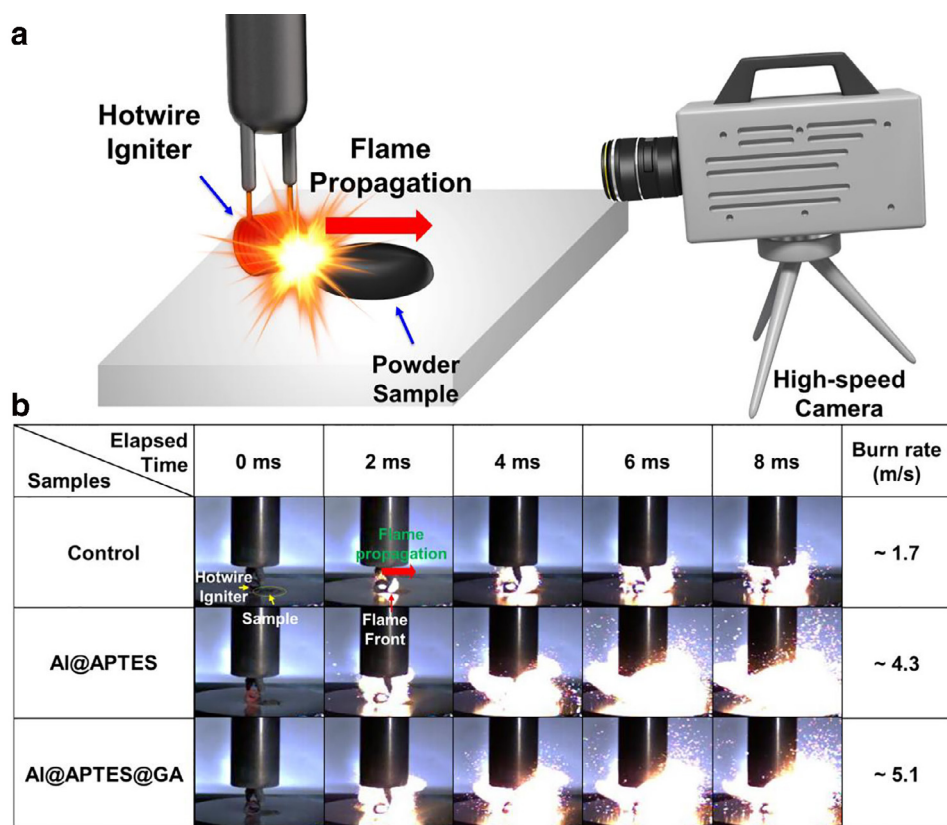 a
Hotwire
Igniter
Flame
Propagation
Powder
Sample
High-speed
Camera
b
Elapsed
Time
Samples
0 ms
2 ms
4 ms
6 ms
8 ms
Burn rate
(m/s)
Control
Hotwire
Igniter
Sample
Flame
propagation
Flame
Front
~ 1.7
Al@APTES
~ 4.3
Al@APTES@GA
~ 5.1